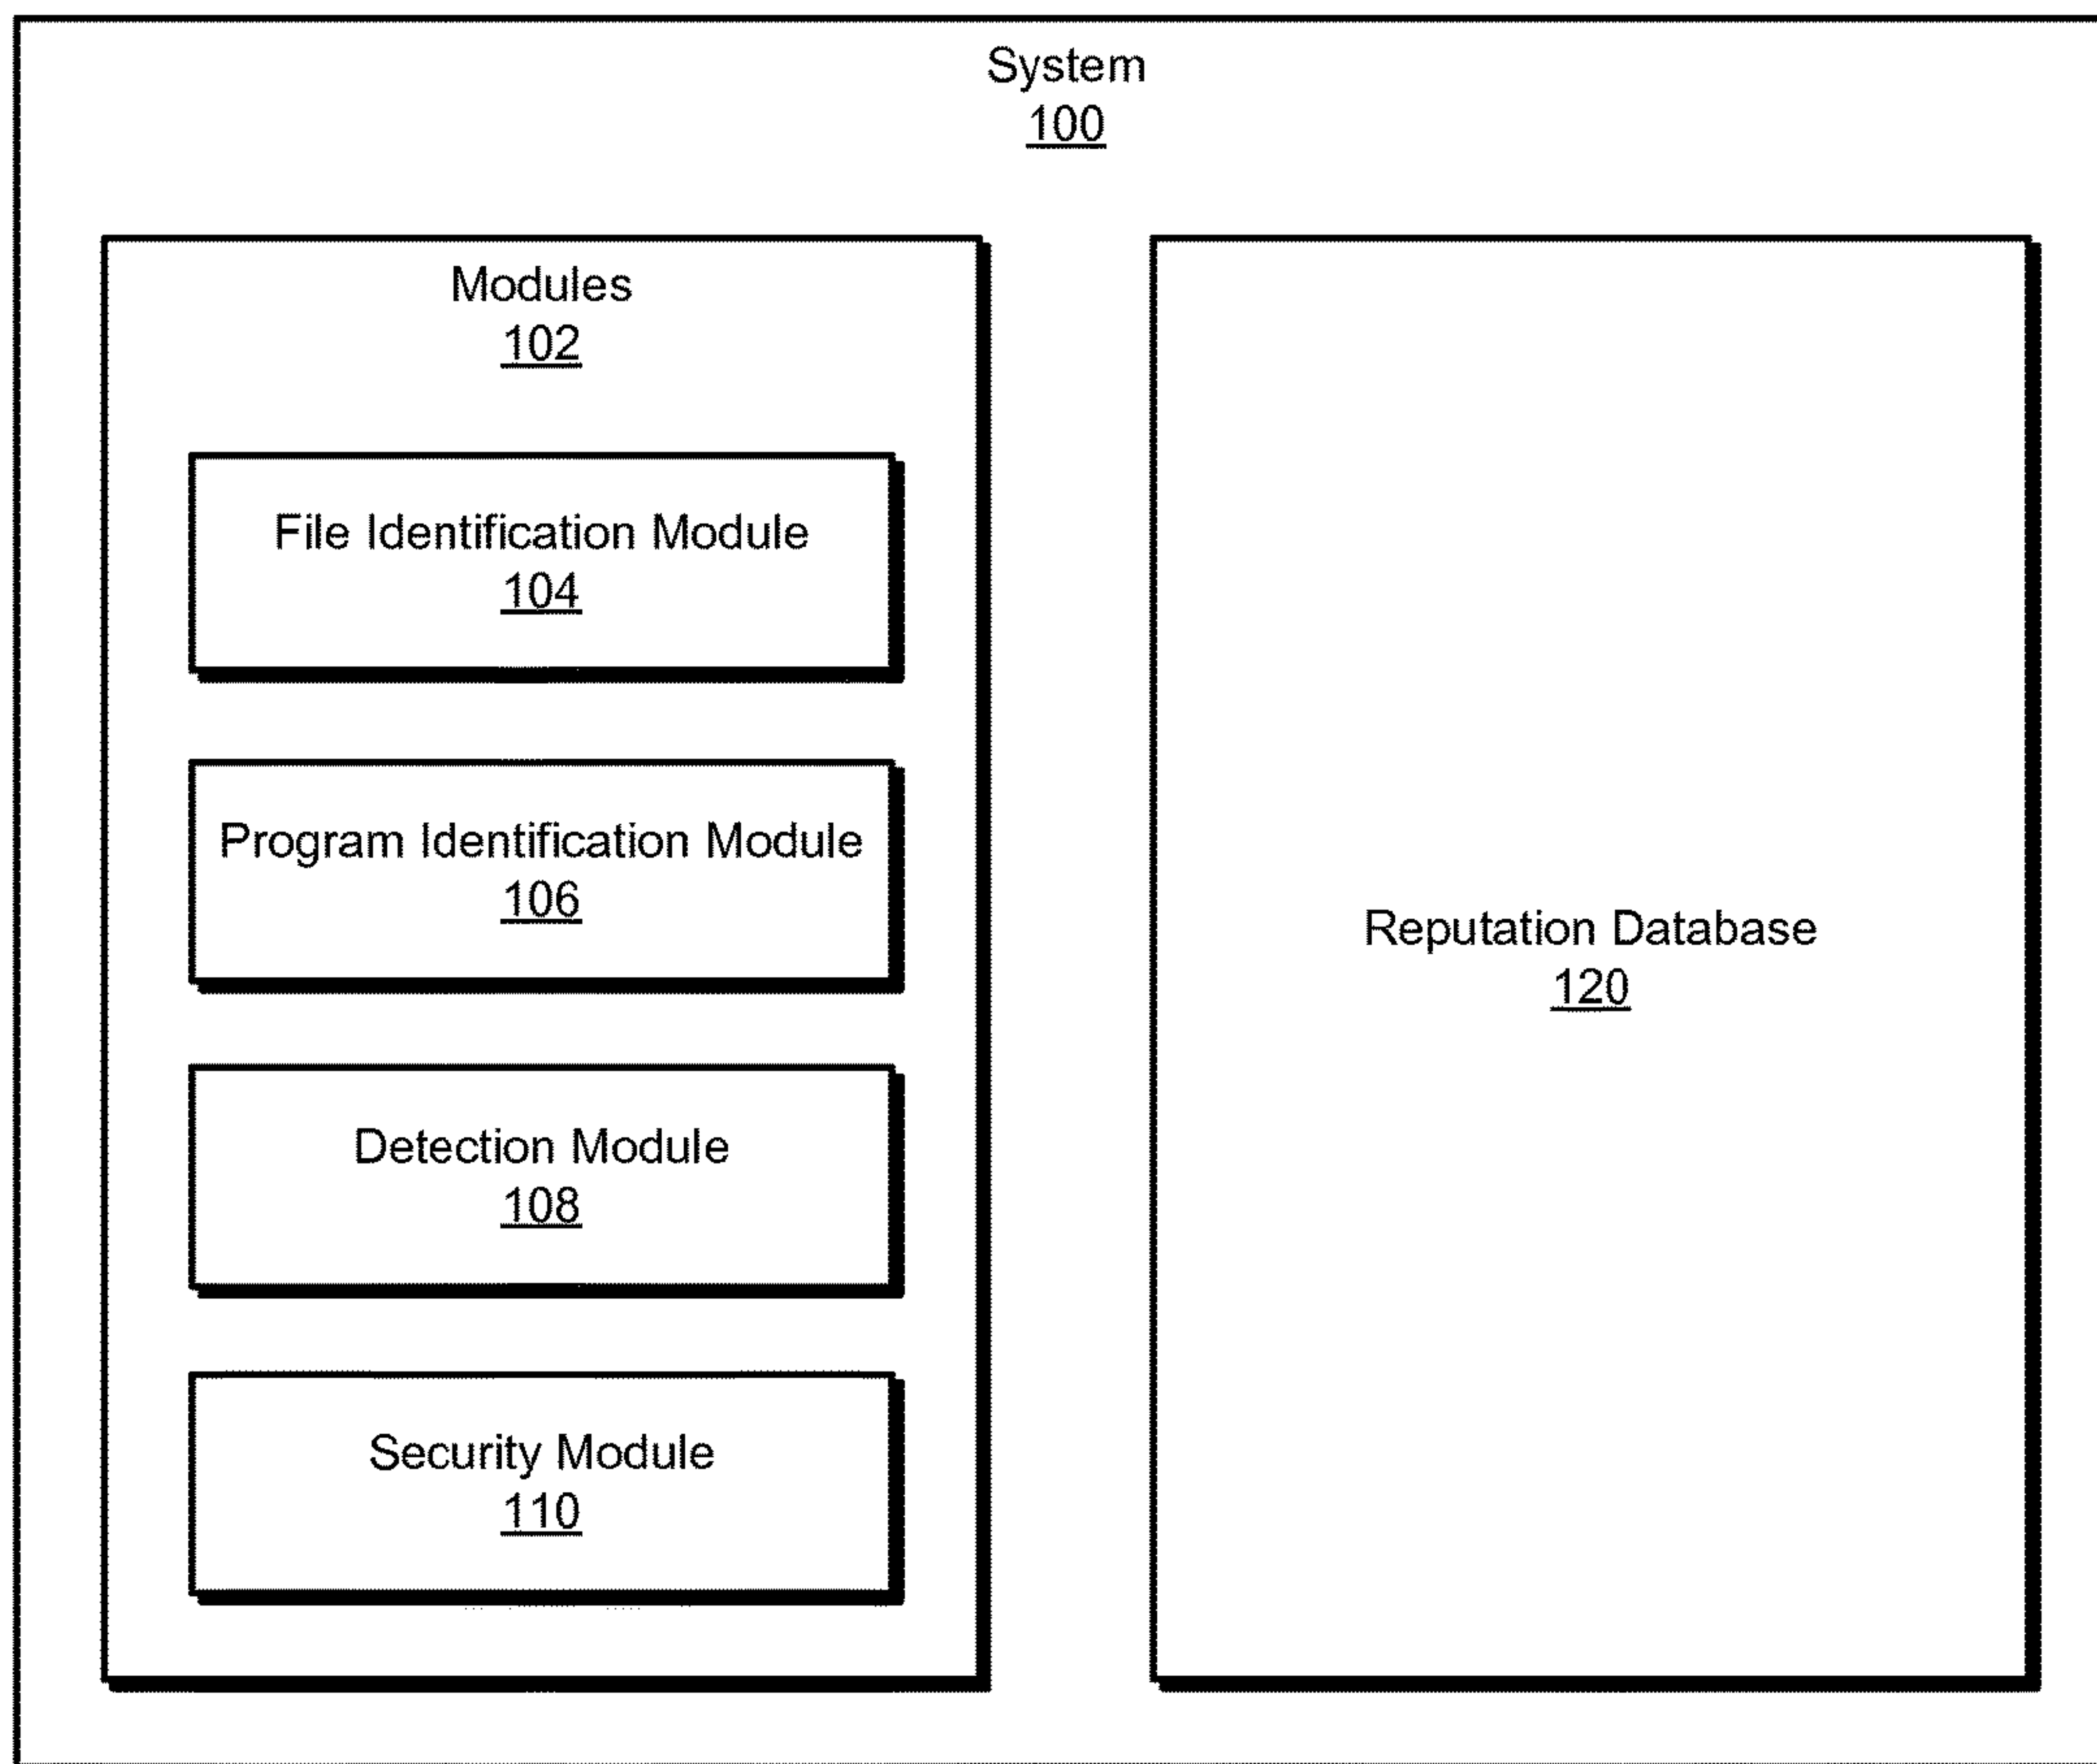 System
100
Modules
102
File Identification Module
104
Program Identification Module
106
Detection Module
108
Security Module
110
Reputation Database
120